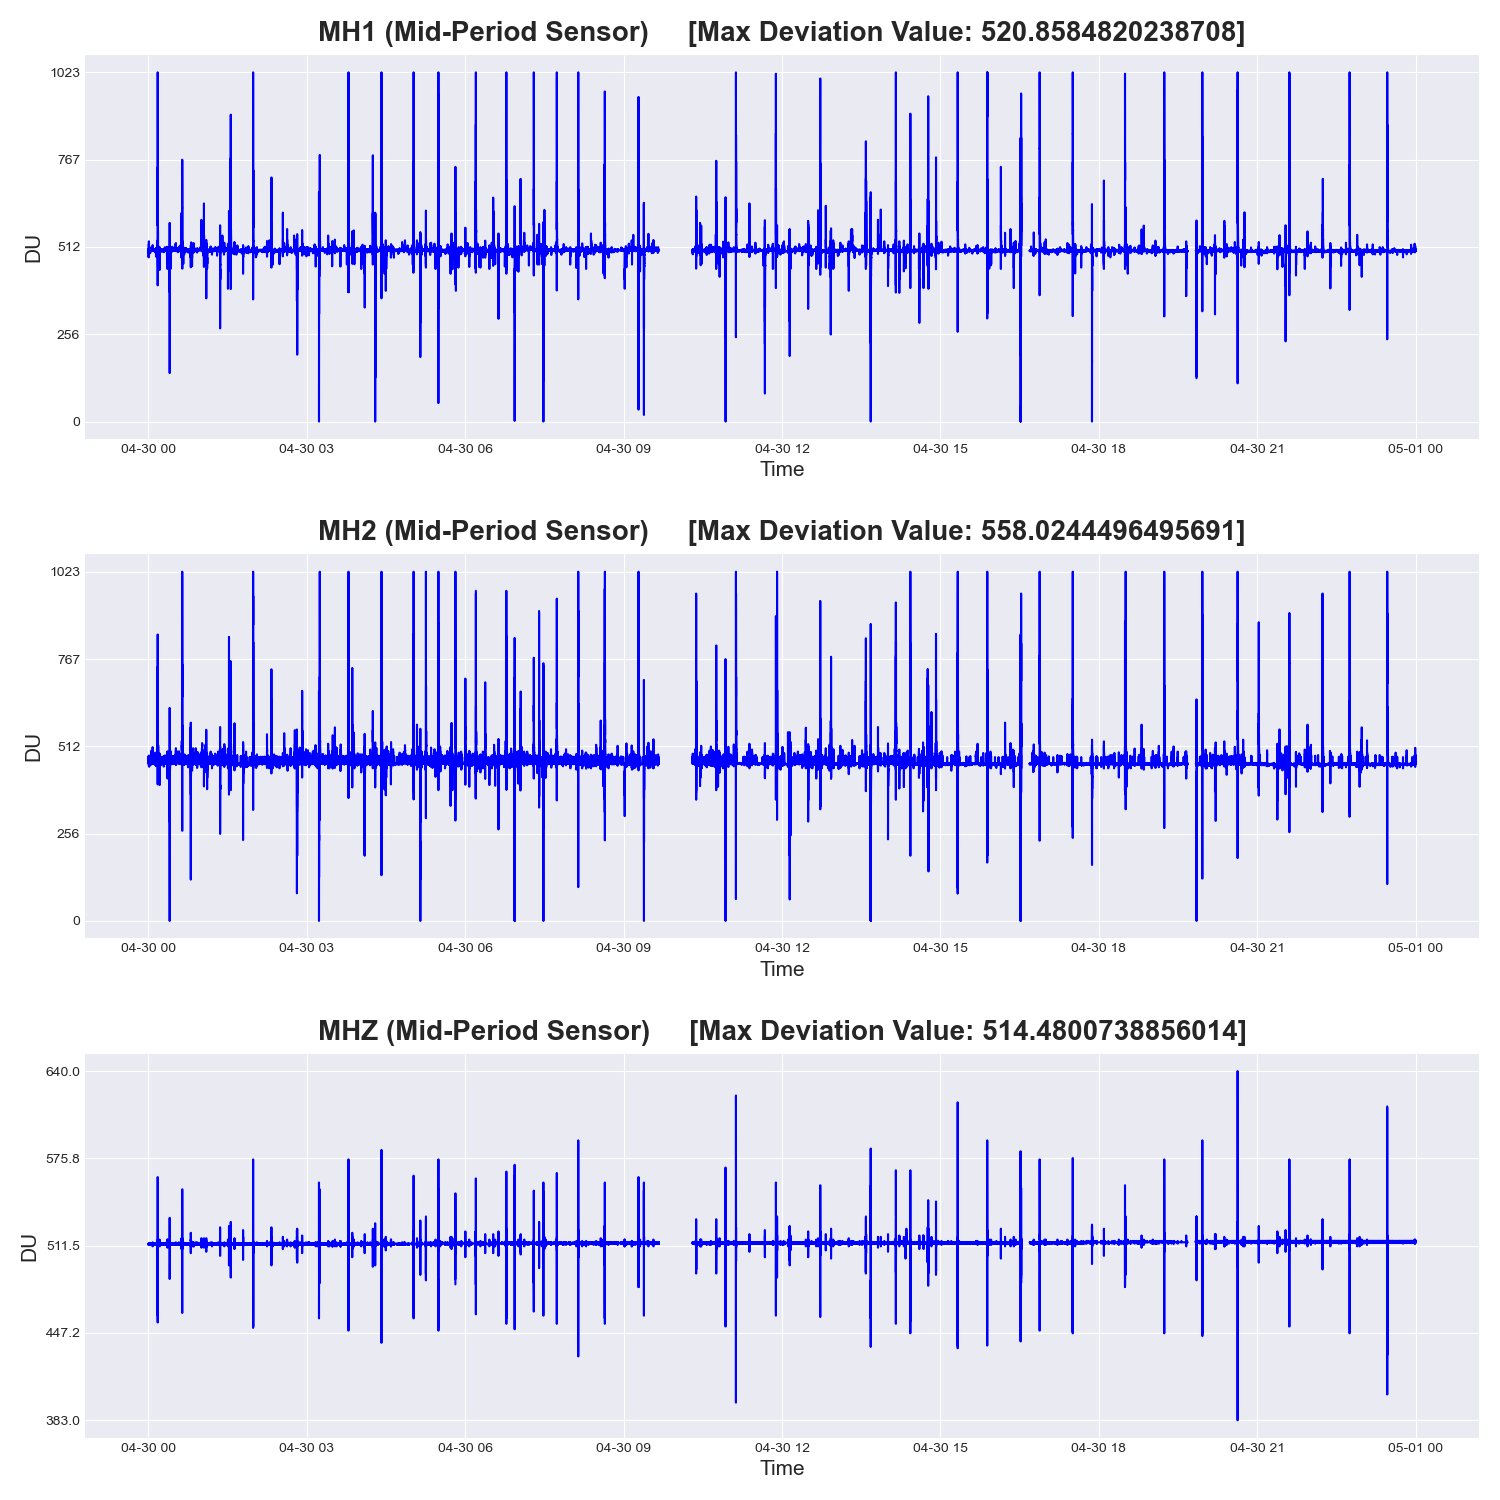 MH1 (Mid-Period Sensor)     [Max Deviation Value: 520.8584820238708]
1023
767
512
256
0
DU
04-30 00 04-30 03 04-30 06 04-30 09 04-30 12 04-30 15 04-30 18 04-30 21 05-01 00
Time
MH2 (Mid-Period Sensor)     [Max Deviation Value: 558.0244496495691]
1023
767
512
256
0
DU
04-30 00 04-30 03 04-30 06 04-30 09 04-30 12 04-30 15 04-30 18 04-30 21 05-01 00
Time
MHZ (Mid-Period Sensor)     [Max Deviation Value: 514.4800738856014]
640.0
575.8
511.5
447.2
383.0
DU
04-30 00 04-30 03 04-30 06 04-30 09 04-30 12 04-30 15 04-30 18 04-30 21 05-01 00
Time